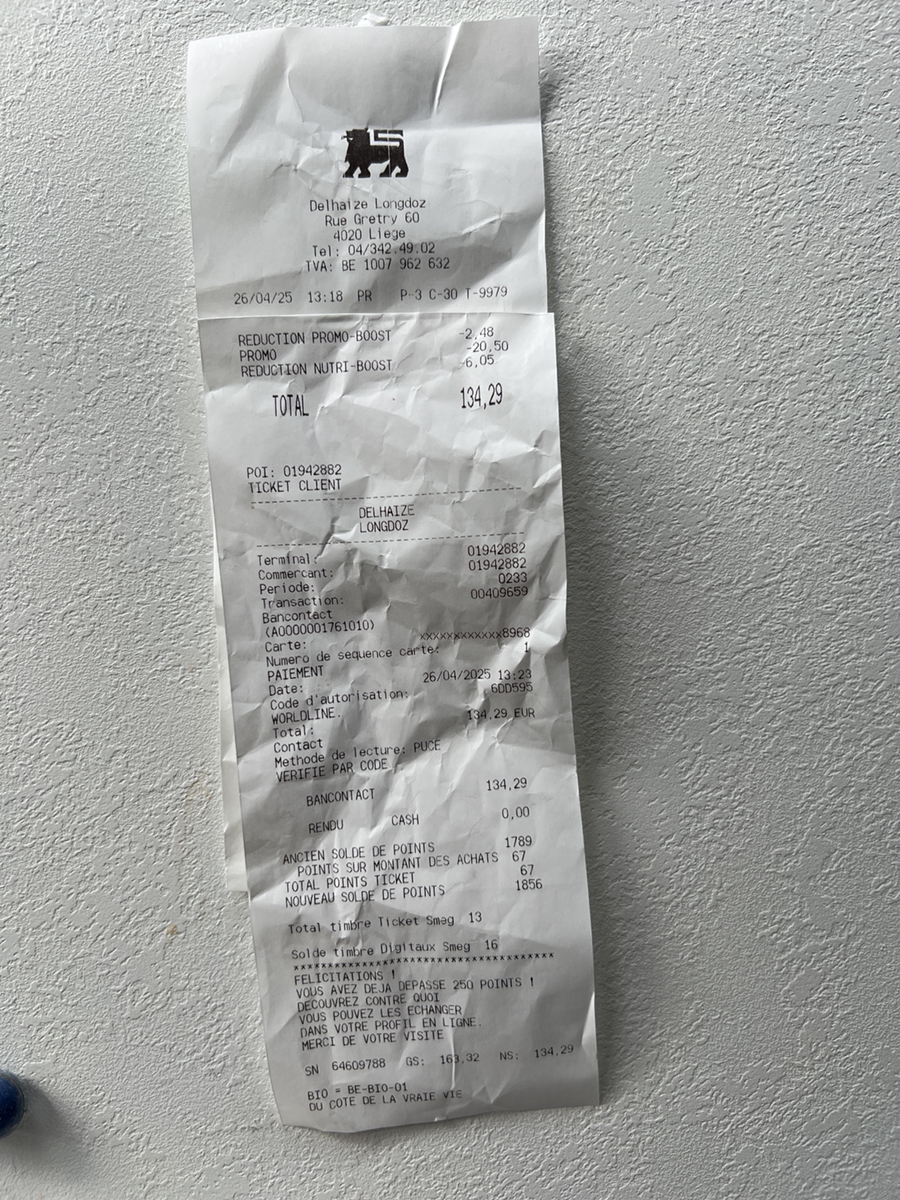 Delhaize Longdoz
Rue Gretry 60
4020 Liege
Tel: 04/342.49.02
TVA: BE 1007 962 632
26/04/25 13:18 PR P-3 C-30 T-9979
REDUCTION PROMO-BOOST -2,48
PROMO -20,50
REDUCTION NUTRI-BOOST -6,05
TOTAL 134,29
POI: 01942882
TICKET CLIENT
DELHAIZE
LONGDOZ
Terminal: 01942882
Commercant: 01942882
Periode: 0233
Transaction: 00409659
Bancontact
(A0000001761010)
Carte: xxxxxxxxxxxxx8968
Numero de sequence carte: 1
PAIEMENT
Date: 26/04/2025 13:23
Code d'autorisation: 6DD595
WORLDLINE.
Total: 134,29 EUR
Contact
Methode de lecture: PUCE
VERIFIE PAR CODE
BANCONTACT 134,29
RENDU CASH 0,00
ANCIEN SOLDE DE POINTS 1789
POINTS SUR MONTANT DES ACHATS 67
TOTAL POINTS TICKET 67
NOUVEAU SOLDE DE POINTS 1856
Total timbre Ticket Smeg 13
Solde timbre Digitaux Smeg 16
****************************************
FELICITATIONS !
VOUS AVEZ DEJA DEPASSE 250 POINTS !
DECOUVREZ CONTRE QUOI
VOUS POUVEZ LES ECHANGER
DANS VOTRE PROFIL EN LIGNE.
MERCI DE VOTRE VISITE
SN 64609788 GS: 163,32 NS: 134,29
BIO = BE-BIO-01
DU COTE DE LA VRAIE VIE